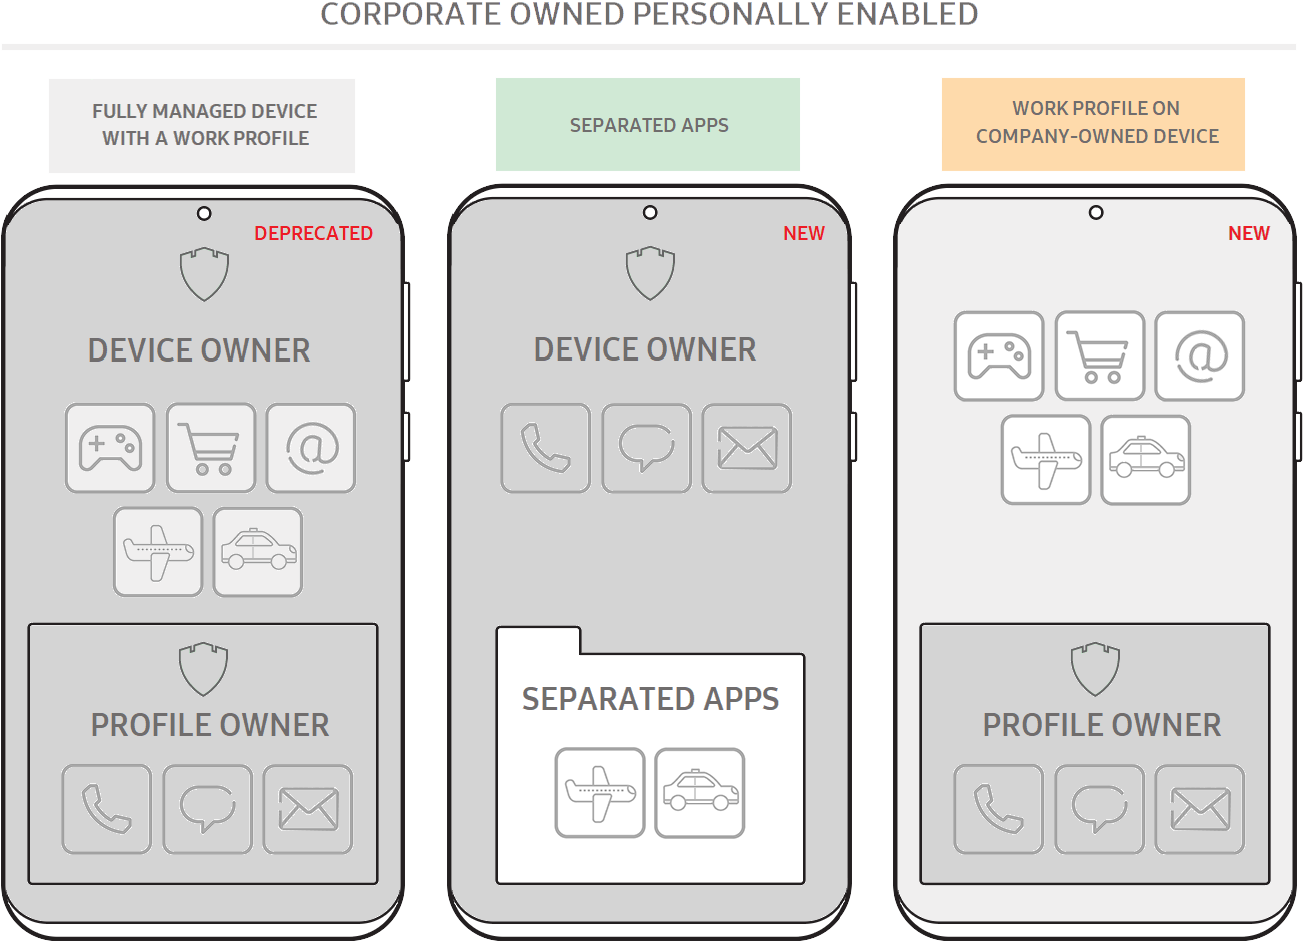 CORPORATE OWNED PERSONALLY ENABLED
FULLY MANAGED DEVICE
WITH A WORK PROFILE
SEPARATED APPS
WORK PROFILE ON
COMPANY-OWNED DEVICE
DEPRECATED
DEVICE OWNER
PROFILE OWNER
NEW
DEVICE OWNER
SEPARATED APPS
NEW
PROFILE OWNER